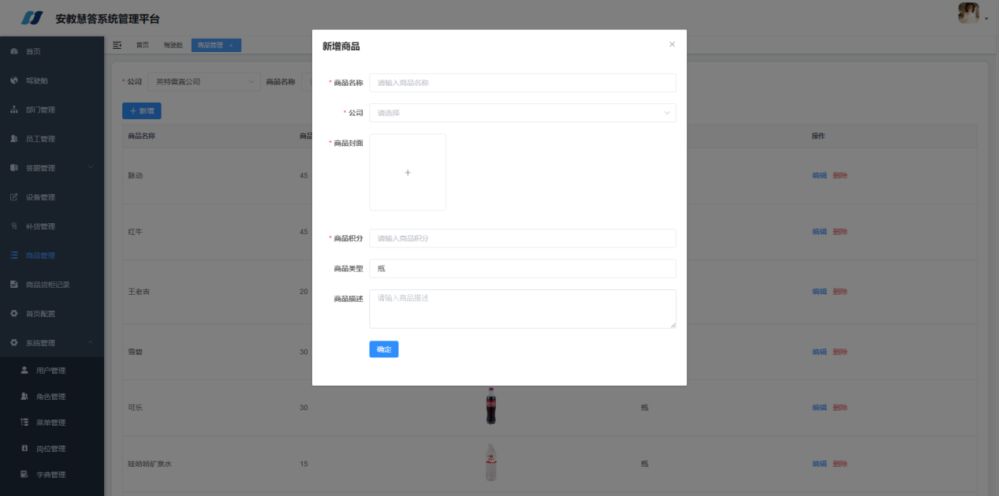 安教慧答系统管理平台
首页
驾驶舱
商品管理 ×
首页
驾驶舱
部门管理
员工管理
答题管理
设备管理
补货管理
商品管理
商品货柜记录
首页配置
系统管理
用户管理
角色管理
菜单管理
岗位管理
字典管理
* 公司
英特雷真公司
商品名称
+ 新增
商品名称
商品
操作
脉动
45
编辑 删除
红牛
45
编辑 删除
王老吉
20
编辑 删除
雪碧
30
编辑 删除
可乐
30
瓶
编辑 删除
娃哈哈矿泉水
15
瓶
编辑 删除
新增商品
* 商品名称
请输入商品名称
* 公司
请选择
* 商品封面
+
* 商品积分
请输入商品积分
商品类型
瓶
商品描述
请输入商品描述
确定